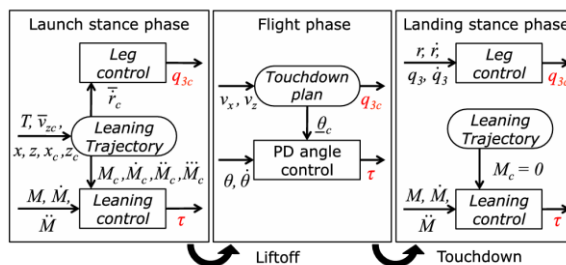 Launch stance phase
Leg control
q₃c
r̅̇c
T, v̅zc,
x, z, xc, zc
Leaning Trajectory
Mc, Ṁc, M̈c, M⃛c
M, Ṁ,
M̈
Leaning control
τ
Flight phase
vx, vz
Touchdown plan
q₃c
θc
θ, θ̇
PD angle control
τ
Landing stance phase
r, ṙ,
q₃, q̇₃
Leg control
q₃c
Leaning Trajectory
Mc = 0
M, Ṁ,
M̈
Leaning control
τ
Liftoff
Touchdown